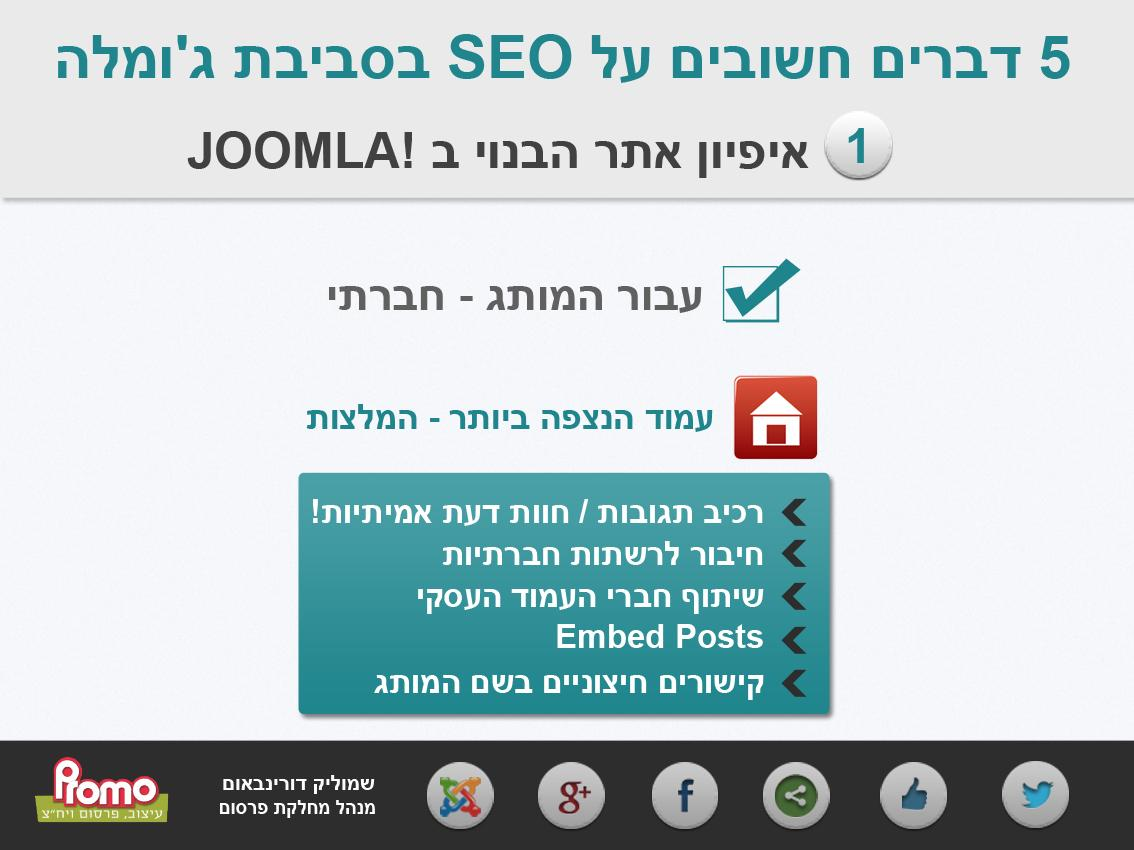 5 דברים חשובים על SEO בסביבת ג'ומלה
1 איפיון אתר הבנוי ב JOOMLA!
עבור המותג - חברתי
עמוד הנצפה ביותר - המלצות
רכיב תגובות / חוות דעת אמיתיות!
חיבור לרשתות חברתיות
שיתוף חברי העמוד העסקי
Embed Posts
קישורים חיצוניים בשם המותג
f
g+
שמוליק דורינבאום
מנהל מחלקת פרסום
Promo
עיצוב, פרסום ויח"צ